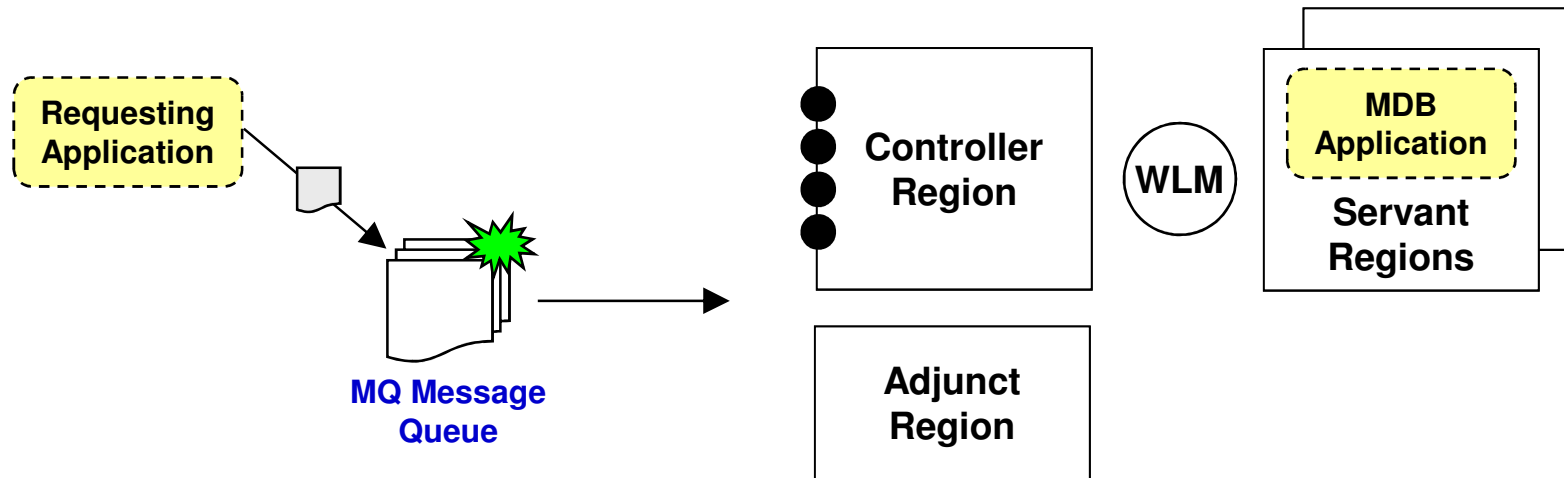 Requesting
Application
MQ Message
Queue
Controller
Region
WLM
MDB
Application
Servant
Regions
Adjunct
Region